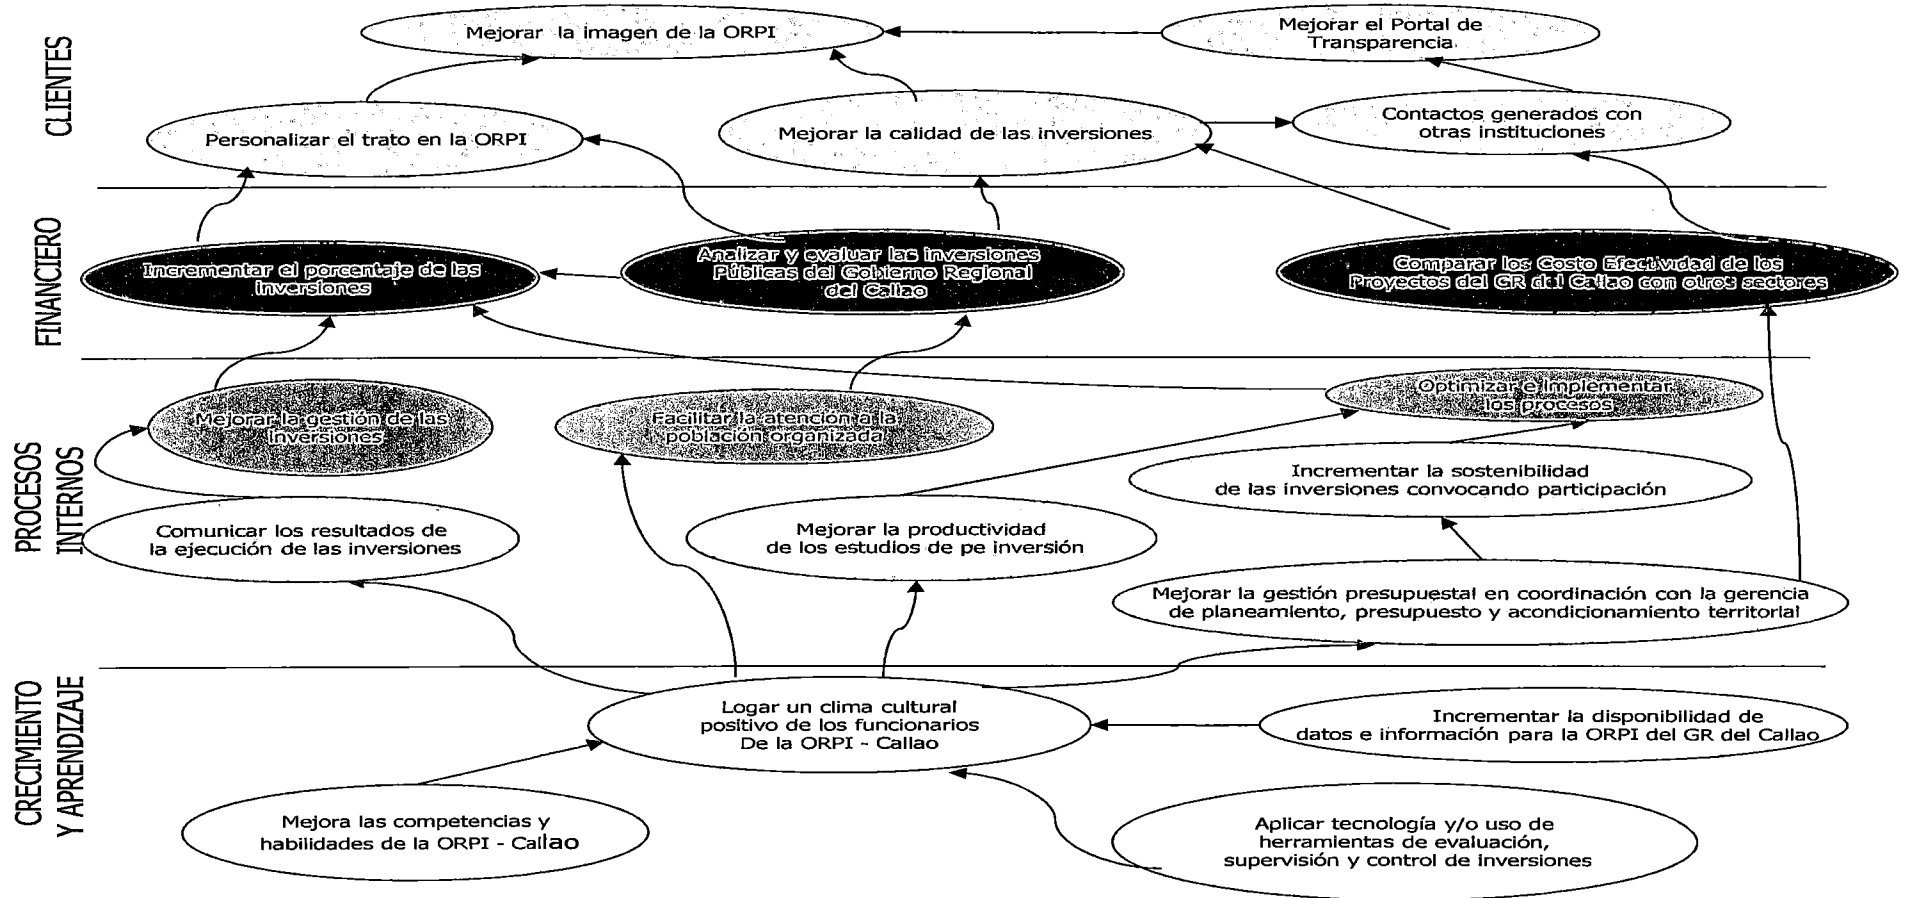 CLIENTES
Mejorar la imagen de la ORPI
Mejorar el Portal de
Transparencia
Personalizar el trato en la ORPI
Mejorar la calidad de las inversiones
Contactos generados con
otras instituciones
FINANCIERO
Incrementar el porcentaje de las
inversiones
Analizar y evaluar las inversiones
Públicas del Gobierno Regional
del Callao
Comparar los Costo Efectividad de los
Proyectos del GR del Callao con otros sectores
PROCESOS
INTERNOS
Mejorar la gestión de las
Inversiones
Facilitar la atención a la
población organizada
Optimizar e Implementar
los procesos
Incrementar la sostenibilidad
de las inversiones convocando participación
Comunicar los resultados de
la ejecución de las inversiones
Mejorar la productividad
de los estudios de pe inversión
Mejorar la gestión presupuestal en coordinación con la gerencia
de planeamiento, presupuesto y acondicionamiento territorial
CRECIMIENTO
Y APRENDIZAJE
Logar un clima cultural
positivo de los funcionarios
De la ORPI - Callao
Incrementar la disponibilidad de
datos e información para la ORPI del GR del Callao
Mejora las competencias y
habilidades de la ORPI - Callao
Aplicar tecnología y/o uso de
herramientas de evaluación,
supervisión y control de inversiones